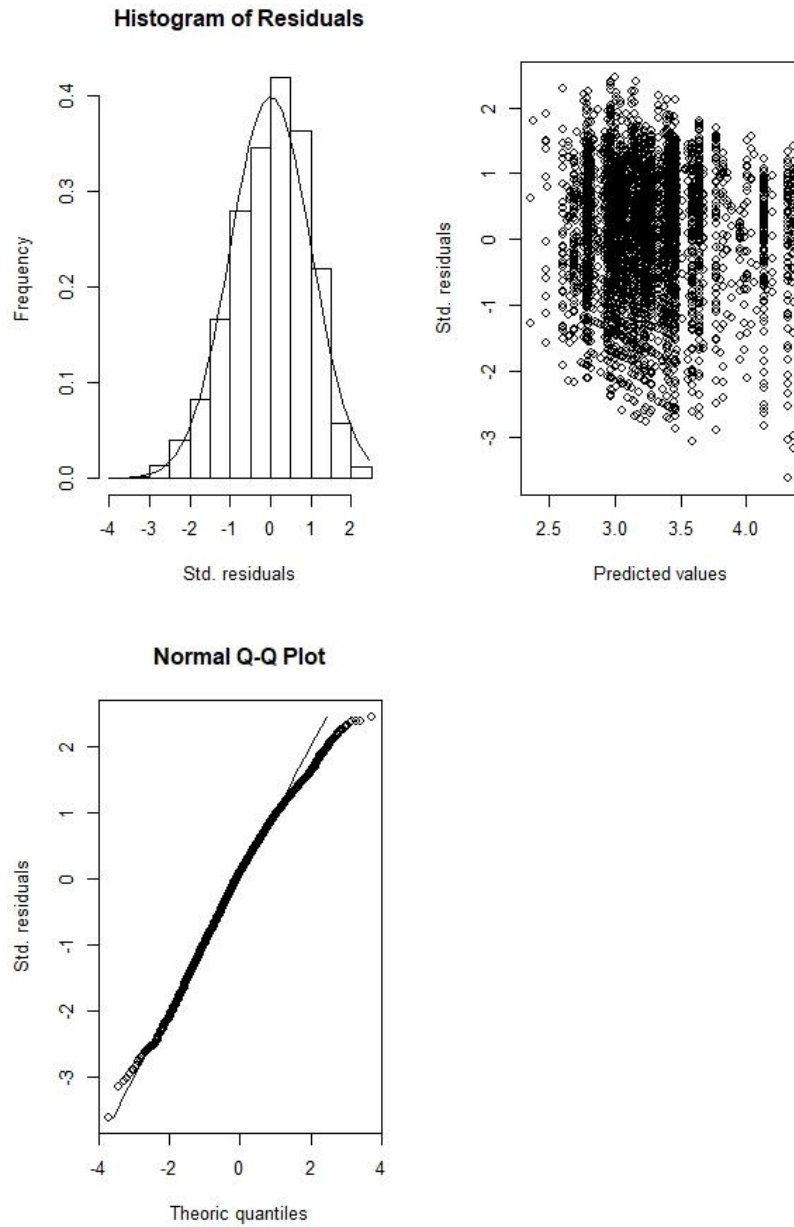 Histogram of Residuals
Frequency
0.0 0.1 0.2 0.3 0.4
-4 -3 -2 -1 0 1 2
Std. residuals
Std. residuals
-3 -2 -1 0 1 2
2.5 3.0 3.5 4.0
Predicted values
Normal Q-Q Plot
Std. residuals
-3 -2 -1 0 1 2
-4 -2 0 2 4
Theoric quantiles